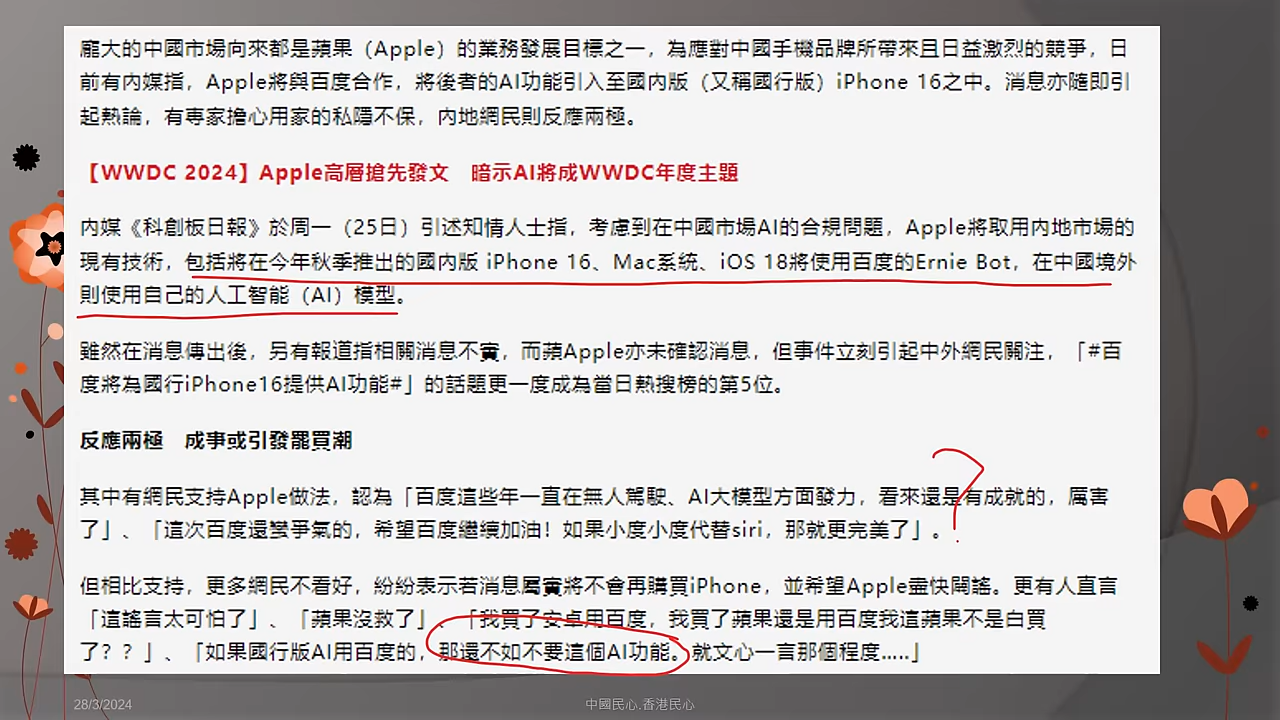 龐大的中國市場向來都是蘋果（Apple）的業務發展目標之一，為應對中國手機品牌所帶來且日益激烈的競爭，日
前有內媒指，Apple將與百度合作，將後者的AI功能引入至國內版（又稱國行版）iPhone 16之中。消息亦隨即引
起熱論，有專家擔心用家的私隱不保，內地網民則反應兩極。
【WWDC 2024】Apple高層搶先發文　暗示AI將成WWDC年度主題
內媒《科創板日報》於周一（25日）引述知情人士指，考慮到在中國市場AI的合規問題，Apple將取用內地市場的
現有技術，包括將在今年秋季推出的國內版 iPhone 16、Mac系統、iOS 18將使用百度的Ernie Bot，在中國境外
則使用自己的人工智能（AI）模型。
雖然在消息傳出後，另有報道指相關消息不實，而蘋Apple亦未確認消息，但事件立刻引起中外網民關注，「#百
度將為國行iPhone16提供AI功能#」的話題更一度成為當日熱搜榜的第5位。
反應兩極　成事或引發罷買潮
其中有網民支持Apple做法，認為「百度這些年一直在無人駕駛、AI大模型方面發力，看來還是有成就的，厲害
了」、「這次百度還蠻爭氣的，希望百度繼續加油！如果小度小度代替siri，那就更完美了」。
但相比支持，更多網民不看好，紛紛表示若消息屬實將不會再購買iPhone，並希望Apple盡快闢謠。更有人直言
「這謠言太可怕了」、「蘋果沒救了」、「我買了安卓用百度，我買了蘋果還是用百度我這蘋果不是白買
了？？」、「如果國行版AI用百度的，那還不如不要這個AI功能。就文心一言那個程度.....」
28/3/2024
中國民心.香港民心